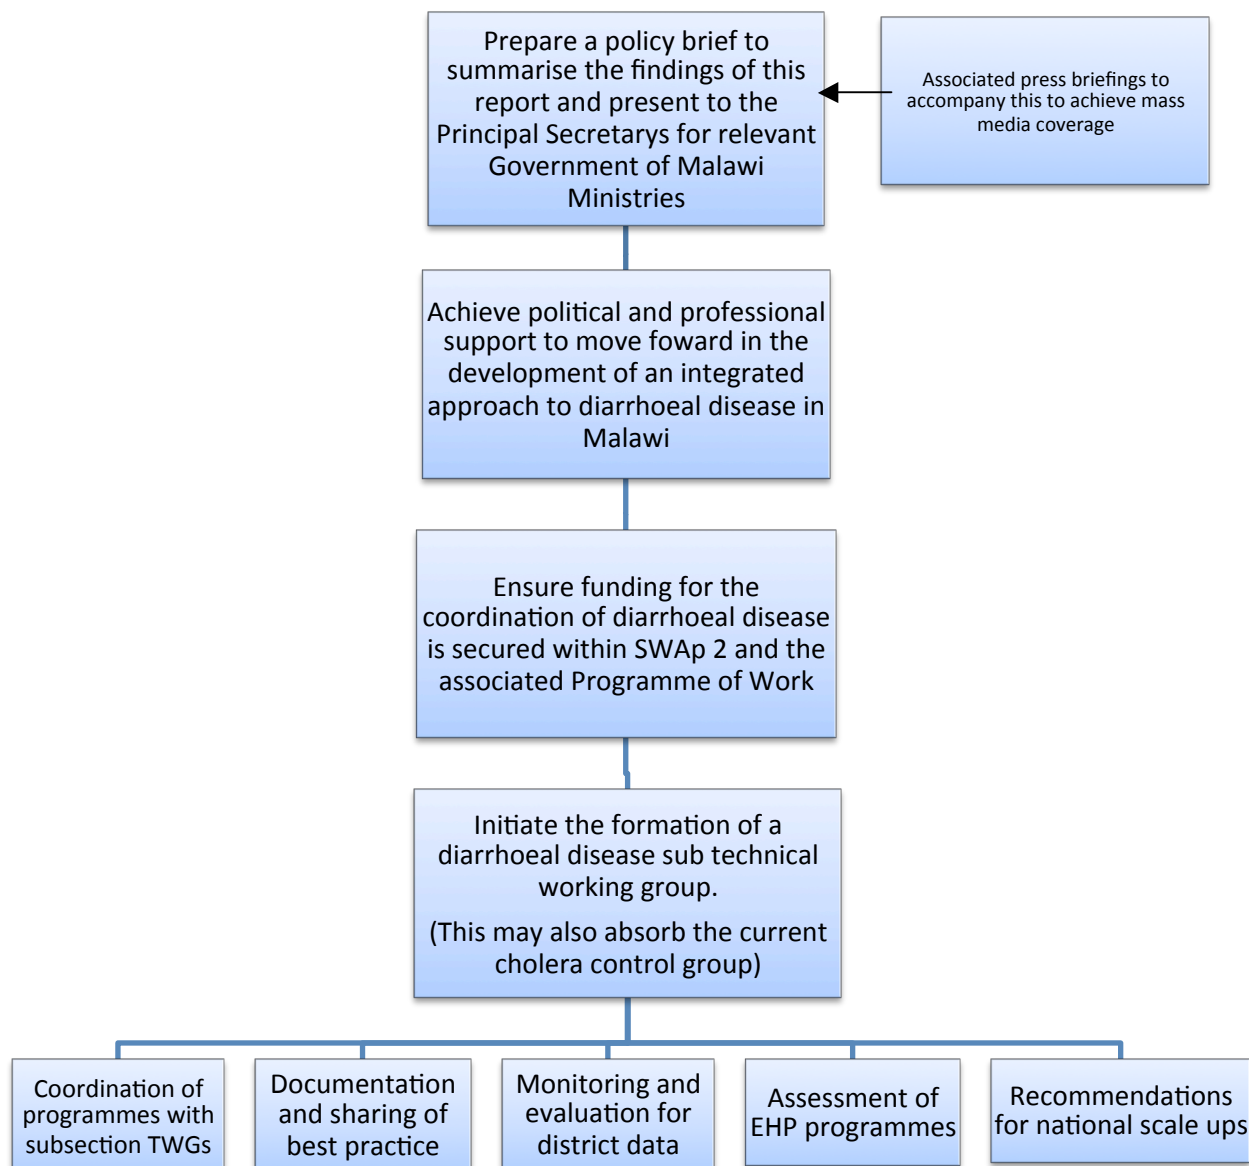 Prepare a policy brief to
summarise the findings of this
report and present to the
Principal Secretarys for relevant
Government of Malawi
Ministries
Associated press briefings to
accompany this to achieve mass
media coverage
Achieve political and professional
support to move foward in the
development of an integrated
approach to diarrhoeal disease in
Malawi
Ensure funding for the
coordination of diarrhoeal disease
is secured within SWAp 2 and the
associated Programme of Work
Initiate the formation of a
diarrhoeal disease sub technical
working group.
(This may also absorb the current
cholera control group)
Coordination of
programmes with
subsection TWGs
Documentation
and sharing of
best practice
Monitoring and
evaluation for
district data
Assessment of
EHP programmes
Recommendations
for national scale ups